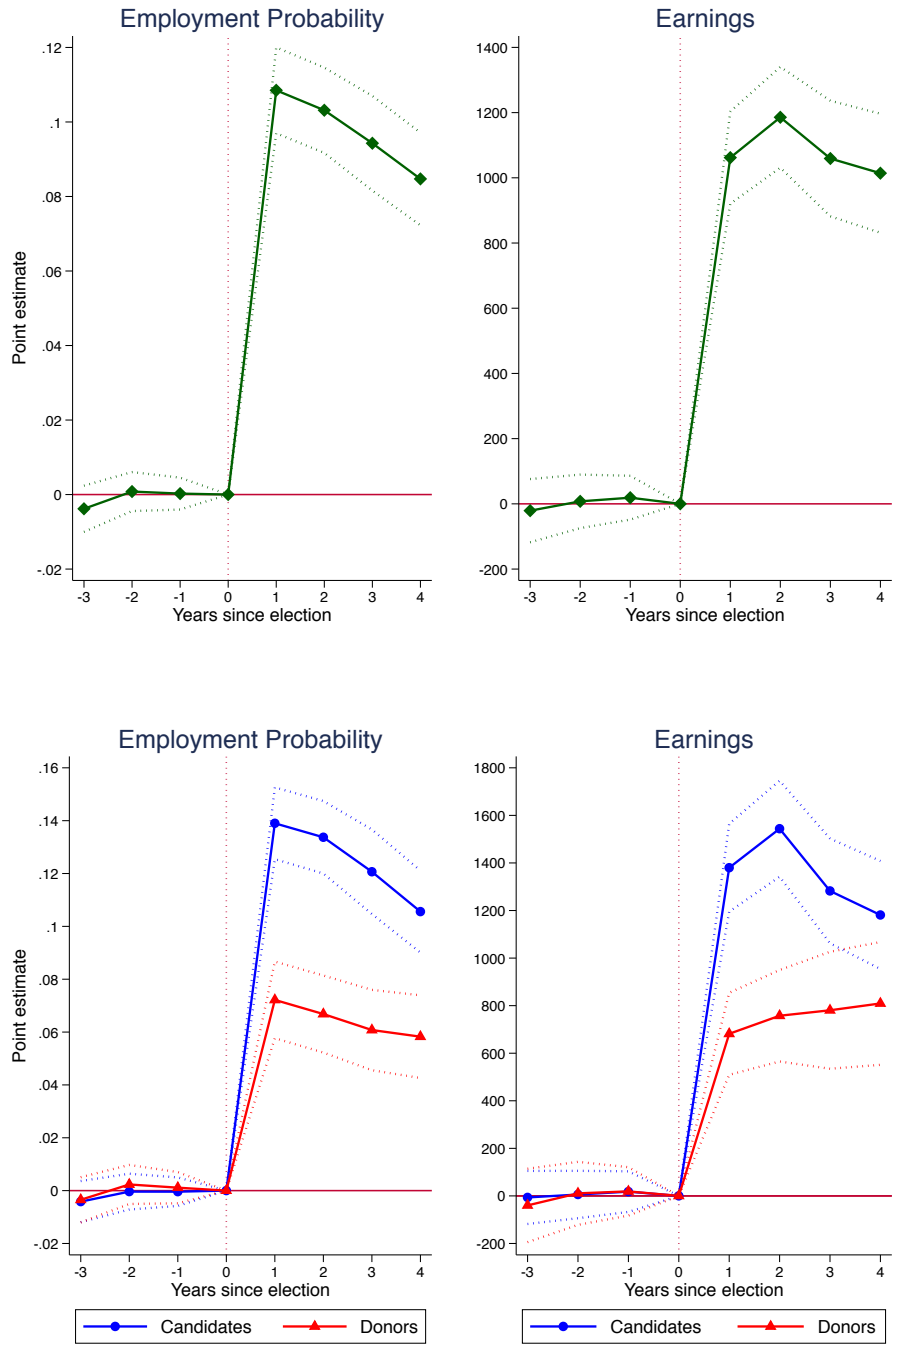 Employment Probability
.12
.1
.08
.06
.04
.02
0
-.02
Point estimate
-3 -2 -1 0 1 2 3 4
Years since election
Earnings
1400
1200
1000
800
600
400
200
0
-200
-3 -2 -1 0 1 2 3 4
Years since election
Employment Probability
.16
.14
.12
.1
.08
.06
.04
.02
0
-.02
Point estimate
-3 -2 -1 0 1 2 3 4
Years since election
Candidates Donors
Earnings
1800
1600
1400
1200
1000
800
600
400
200
0
-200
-3 -2 -1 0 1 2 3 4
Years since election
Candidates Donors